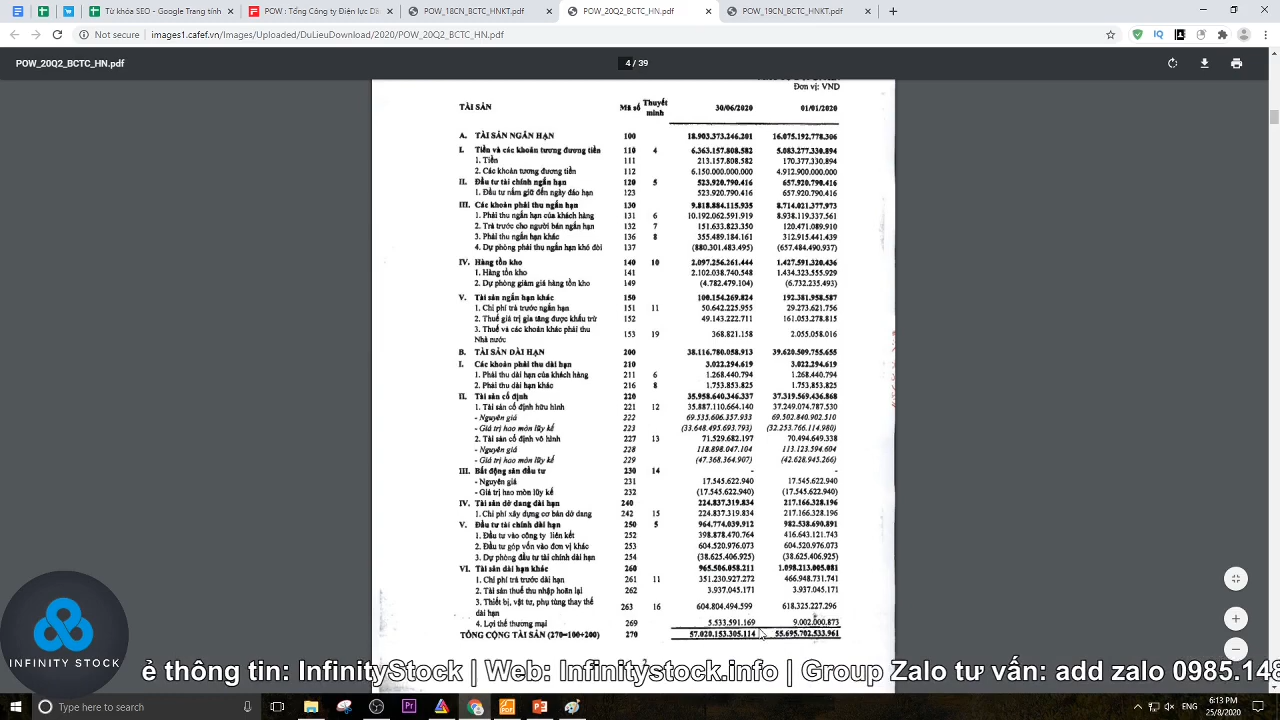 Từ khóa SEO - Google Trang tính
POW : Tổng Công ty Điện lực Dầ
POW_18CN_BCTC_HN.pdf
POW_20Q2_BCTC_HN.pdf
POW_19CN_BCTC_HN.pdf
Not secure | images1.cafef.vn/Images/Uploaded/DuLieuDownload/2020/POW_20Q2_BCTC_HN.pdf
POW_20Q2_BCTC_HN.pdf
4 / 39
Đơn vị: VND
TÀI SẢN Mã số Thuyết minh 30/06/2020 01/01/2020
A. TÀI SẢN NGẮN HẠN 100 18.903.373.246.201 16.075.192.778.306
I. Tiền và các khoản tương đương tiền 110 4 6.363.157.808.582 5.083.277.330.894
1. Tiền 111 213.157.808.582 170.377.330.894
2. Các khoản tương đương tiền 112 6.150.000.000.000 4.912.900.000.000
II. Đầu tư tài chính ngắn hạn 120 5 523.920.790.416 657.920.790.416
1. Đầu tư nắm giữ đến ngày đáo hạn 123 523.920.790.416 657.920.790.416
III. Các khoản phải thu ngắn hạn 130 9.818.884.115.935 8.714.021.377.973
1. Phải thu ngắn hạn của khách hàng 131 6 10.192.062.591.919 8.938.119.337.561
2. Trả trước cho người bán ngắn hạn 132 7 151.633.823.350 120.471.089.910
3. Phải thu ngắn hạn khác 136 8 355.489.184.161 312.915.441.439
4. Dự phòng phải thu ngắn hạn khó đòi 137 (880.301.483.495) (657.484.490.937)
IV. Hàng tồn kho 140 10 2.097.256.261.444 1.427.591.320.436
1. Hàng tồn kho 141 2.102.038.740.548 1.434.323.555.929
2. Dự phòng giảm giá hàng tồn kho 149 (4.782.479.104) (6.732.235.493)
V. Tài sản ngắn hạn khác 150 100.154.269.824 192.381.958.587
1. Chi phí trả trước ngắn hạn 151 11 50.642.225.955 29.273.621.756
2. Thuế giá trị gia tăng được khấu trừ 152 49.143.222.711 161.053.278.815
3. Thuế và các khoản khác phải thu Nhà nước 153 19 368.821.158 2.055.058.016
B. TÀI SẢN DÀI HẠN 200 38.116.780.058.913 39.620.509.755.655
I. Các khoản phải thu dài hạn 210 3.022.294.619 3.022.294.619
1. Phải thu dài hạn của khách hàng 211 6 1.268.440.794 1.268.440.794
2. Phải thu dài hạn khác 216 8 1.753.853.825 1.753.853.825
II. Tài sản cố định 220 35.958.640.346.337 37.319.569.436.868
1. Tài sản cố định hữu hình 221 12 35.887.110.664.140 37.249.074.787.530
- Nguyên giá 222 69.535.606.357.933 69.502.840.902.510
- Giá trị hao mòn lũy kế 223 (33.648.495.693.793) (32.253.766.114.980)
2. Tài sản cố định vô hình 227 13 71.529.682.197 70.494.649.338
- Nguyên giá 228 118.898.047.104 113.123.594.604
- Giá trị hao mòn lũy kế 229 (47.368.364.907) (42.628.945.266)
III. Bất động sản đầu tư 230 14 - -
- Nguyên giá 231 17.545.622.940 17.545.622.940
- Giá trị hao mòn lũy kế 232 (17.545.622.940) (17.545.622.940)
IV. Tài sản dở dang dài hạn 240 224.837.319.834 217.166.328.196
1. Chi phí xây dựng cơ bản dở dang 242 15 224.837.319.834 217.166.328.196
V. Đầu tư tài chính dài hạn 250 5 964.774.039.912 982.538.690.891
1. Đầu tư vào công ty liên kết 252 398.878.470.764 416.643.121.743
2. Đầu tư góp vốn vào đơn vị khác 253 604.520.976.073 604.520.976.073
3. Dự phòng đầu tư tài chính dài hạn 254 (38.625.406.925) (38.625.406.925)
VI. Tài sản dài hạn khác 260 965.506.058.211 1.098.213.005.081
1. Chi phí trả trước dài hạn 261 11 351.230.927.272 466.948.731.741
2. Tài sản thuế thu nhập hoãn lại 262 3.937.045.171 3.937.045.171
3. Thiết bị, vật tư, phụ tùng thay thế dài hạn 263 16 604.804.494.599 618.325.227.296
4. Lợi thế thương mại 269 5.533.591.169 9.002.000.873
TỔNG CỘNG TÀI SẢN (270=100+200) 270 57.020.153.305.114 55.695.702.533.961
INFINITY STOCK
ẻ thông tin: InfinityStock | Web: Infinitystock.info | Group Zalo tư vấn: add zalo 0985.148
Type here to search
6:13 PM
25/8/2020